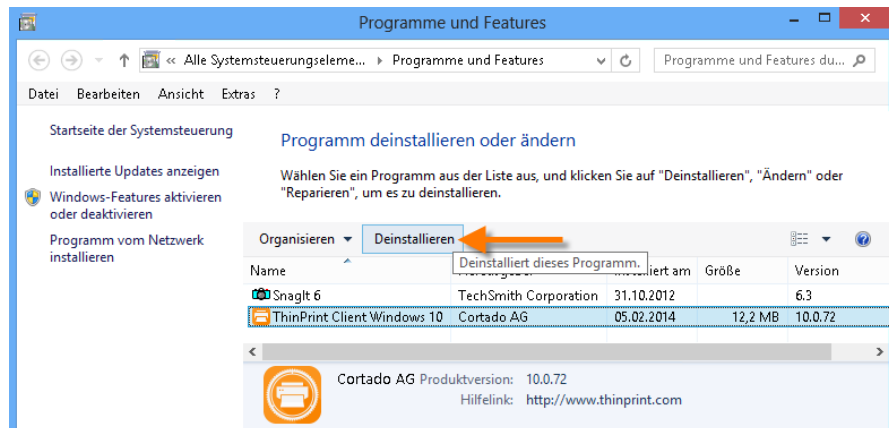 Programme und Features
« Alle Systemsteuerungseleme... ▸ Programme und Features
Programme und Features du...
Datei Bearbeiten Ansicht Extras ?
Startseite der Systemsteuerung
Installierte Updates anzeigen
Windows-Features aktivieren
oder deaktivieren
Programm vom Netzwerk
installieren
Programm deinstallieren oder ändern
Wählen Sie ein Programm aus der Liste aus, und klicken Sie auf "Deinstallieren", "Ändern" oder
"Reparieren", um es zu deinstallieren.
Organisieren Deinstallieren
Deinstalliert dieses Programm.
Name Größe Version
SnagIt 6 TechSmith Corporation 31.10.2012 6.3
ThinPrint Client Windows 10 Cortado AG 05.02.2014 12,2 MB 10.0.72
Cortado AG Produktversion: 10.0.72
Hilfelink: http://www.thinprint.com